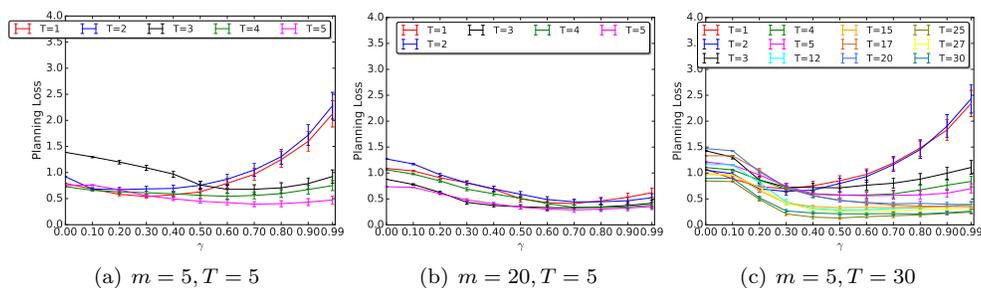 4.0
T=1 T=2 T=3 T=4 T=5
3.5
3.0
2.5
2.0
1.5
1.0
0.5
0.0
Planning Loss
0.00 0.10 0.20 0.30 0.40 0.50 0.60 0.70 0.80 0.90 0.99
γ
(a) m = 5, T = 5
4.0
T=1 T=3 T=4 T=5
T=2
3.5
3.0
2.5
2.0
1.5
1.0
0.5
0.0
Planning Loss
0.00 0.10 0.20 0.30 0.40 0.50 0.60 0.70 0.80 0.90 0.99
γ
(b) m = 20, T = 5
4.0
T=1 T=4 T=15 T=25
T=2 T=5 T=17 T=27
T=3 T=12 T=20 T=30
3.5
3.0
2.5
2.0
1.5
1.0
0.5
0.0
Planning Loss
0.00 0.10 0.20 0.30 0.40 0.50 0.60 0.70 0.80 0.90 0.99
γ
(c) m = 5, T = 30